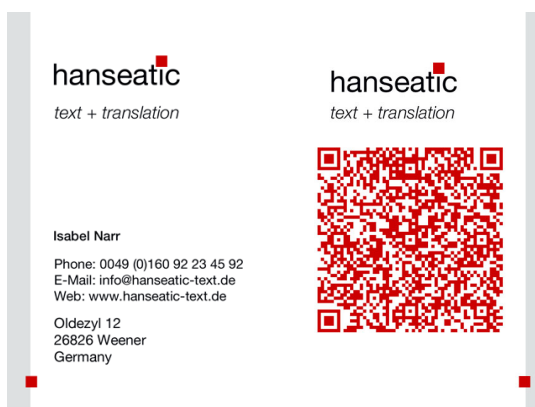 hanseatic
text + translation
Isabel Narr
Phone: 0049 (0)160 92 23 45 92
E-Mail: info@hanseatic-text.de
Web: www.hanseatic-text.de
Oldezyl 12
26826 Weener
Germany
hanseatic
text + translation